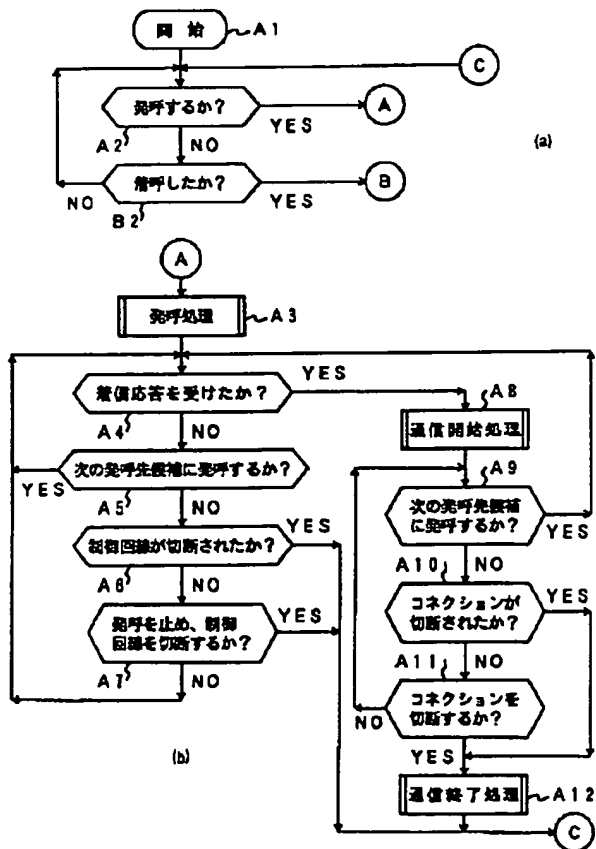 開始
A1
C
発呼するか?
A
A2
YES
NO
(a)
着呼したか?
B
NO
YES
B2
A
発呼処理
A3
着信応答を受けたか?
YES
A4
NO
A8
通信開始処理
次の発呼先候補に発呼するか?
YES
A5
NO
A9
次の発呼先候補
に発呼するか?
YES
制御回線が切断されたか?
YES
A6
NO
A10
NO
コネクションが
切断されたか?
YES
発呼を止め、制御
回線を切断するか?
YES
A7
NO
A11
NO
コネクションを
切断するか?
NO
(b)
YES
通信終了処理
A12
C